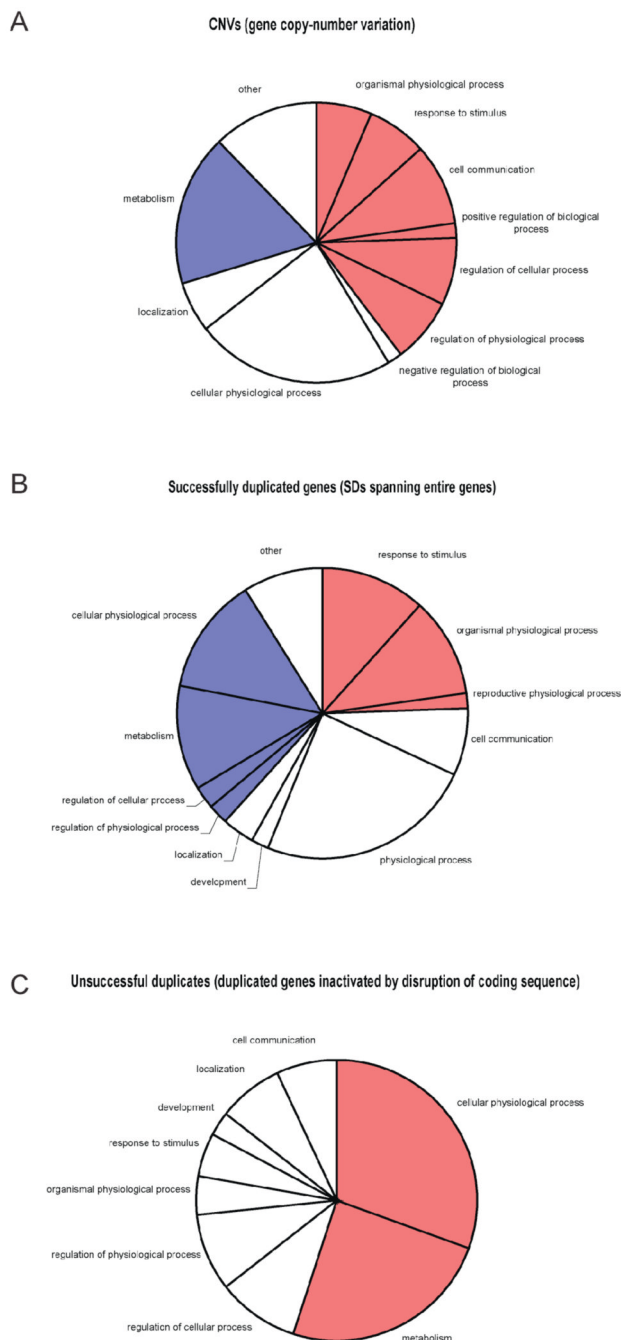 A
CNVs (gene copy-number variation)
organismal physiological process
other
response to stimulus
cell communication
metabolism
positive regulation of biological
process
regulation of cellular process
localization
regulation of physiological process
negative regulation of biological
process
cellular physiological process
B
Successfully duplicated genes (SDs spanning entire genes)
other
response to stimulus
cellular physiological process
organismal physiological process
reproductive physiological process
cell communication
metabolism
regulation of cellular process
regulation of physiological process
localization
physiological process
development
C
Unsuccessful duplicates (duplicated genes inactivated by disruption of coding sequence)
cell communication
localization
cellular physiological process
development
response to stimulus
organismal physiological process
regulation of physiological process
regulation of cellular process
metabolism